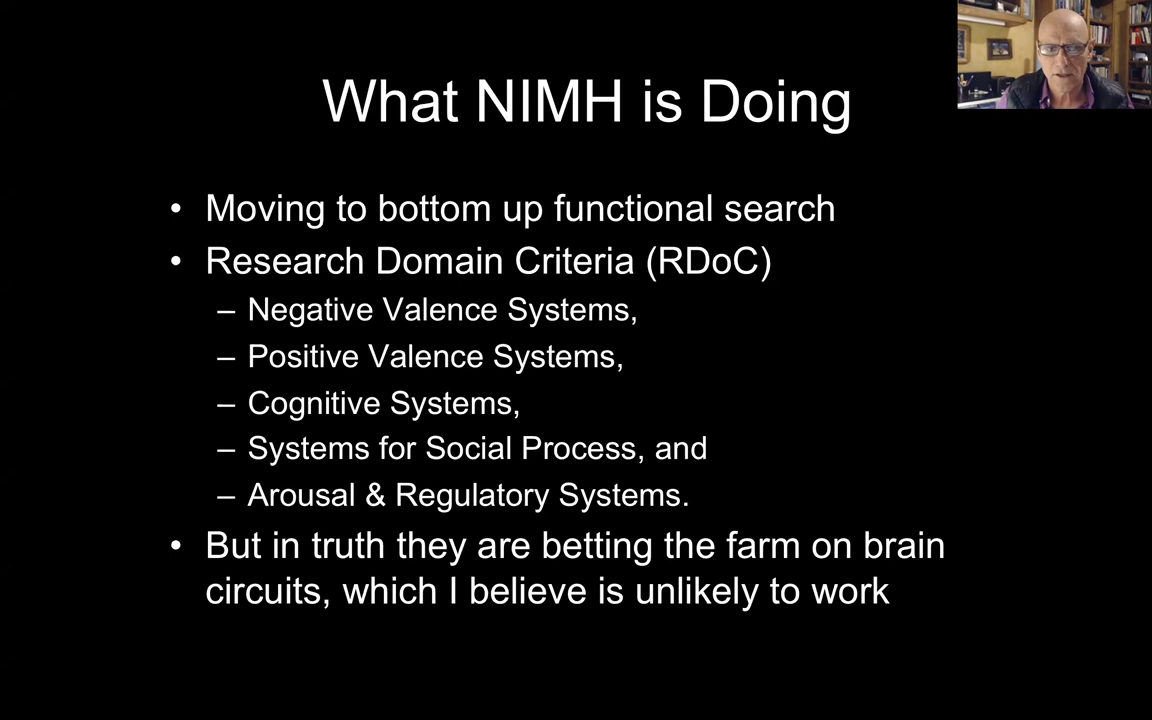 What NIMH is Doing
• Moving to bottom up functional search
• Research Domain Criteria (RDoC)
– Negative Valence Systems,
– Positive Valence Systems,
– Cognitive Systems,
– Systems for Social Process, and
– Arousal & Regulatory Systems.
• But in truth they are betting the farm on brain
circuits, which I believe is unlikely to work